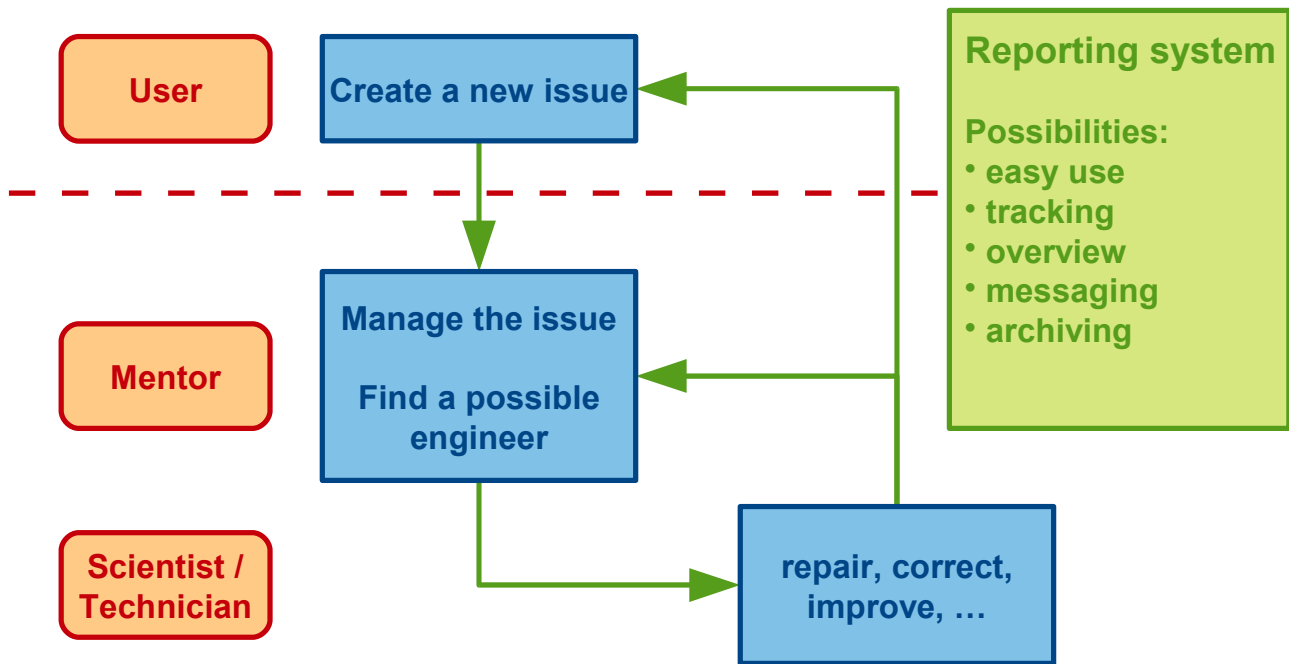 User
Create a new issue
Reporting system
Possibilities:
• easy use
• tracking
• overview
• messaging
• archiving
Mentor
Manage the issue
Find a possible
engineer
Scientist /
Technician
repair, correct,
improve, …